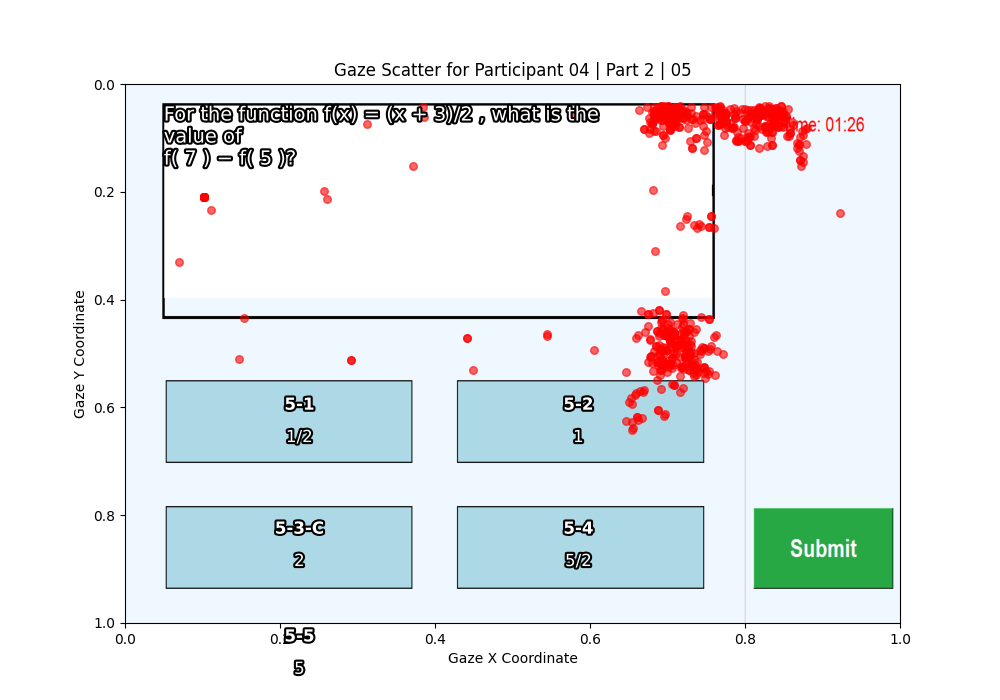 Gaze Scatter for Participant 04 | Part 2 | 05
For the function f(x) = (x + 3)/2 , what is the
value of
f( 7 ) – f( 5 )?
me: 01:26
5-1
1/2
5-2
1
5-3-C
2
5-4
5/2
Submit
5-5
5
0.0
0.2
0.4
0.6
0.8
1.0
Gaze Y Coordinate
0.0
0.2
0.4
0.6
0.8
1.0
Gaze X Coordinate